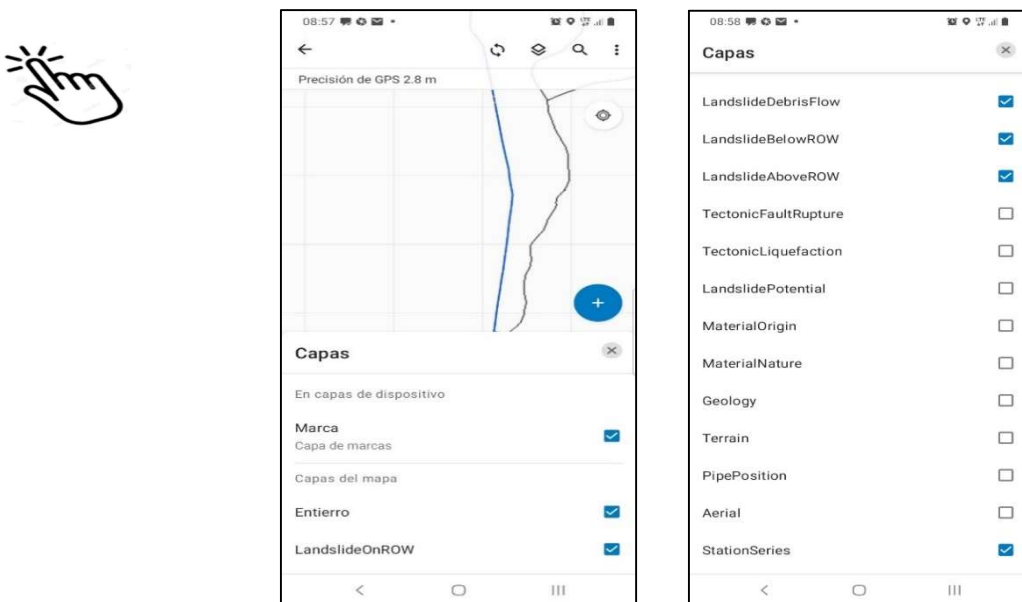 08:57
Precisión de GPS 2.8 m
Capas
En capas de dispositivo
Marca
Capa de marcas
Capas del mapa
Entierro
LandslideOnROW
08:58
Capas
LandslideDebrisFlow
LandslideBelowROW
LandslideAboveROW
TectonicFaultRupture
TectonicLiquefaction
LandslidePotential
MaterialOrigin
MaterialNature
Geology
Terrain
PipePosition
Aerial
StationSeries